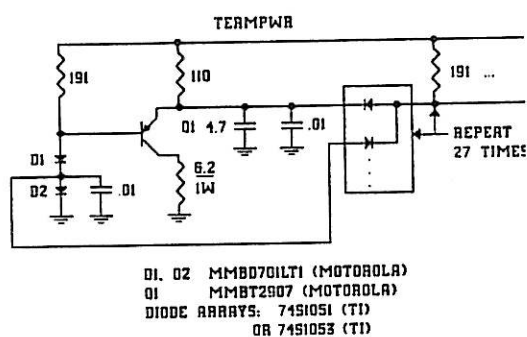 TERMPWR
191
110
191 ...
D1 4.7
.01
REPEAT
27 TIMES
D1
D2
.01
6.2
1W
D1, D2 MMBD701LT1 (MOTOROLA)
Q1 MMBT2907 (MOTOROLA)
DIODE ARRAYS: 74S1051 (TI)
OR 74S1053 (TI)